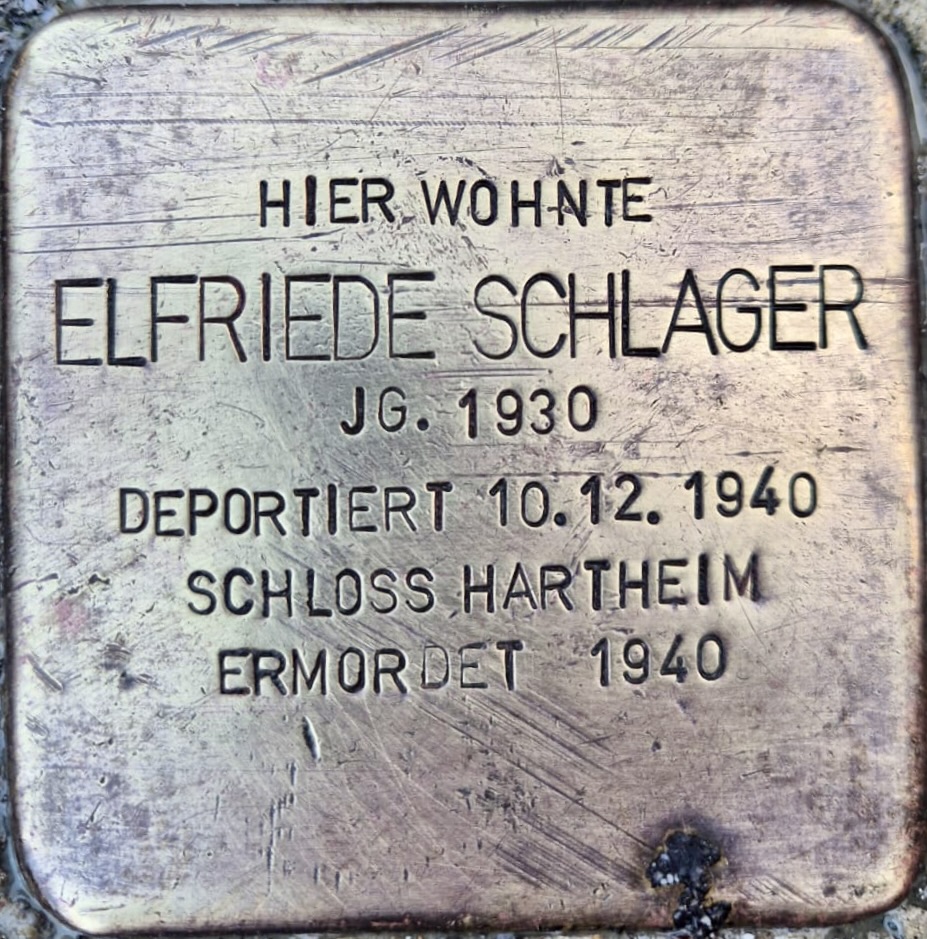 HIER WOHNTE
ELFRIEDE SCHLAGER
JG. 1930
DEPORTIERT 10.12. 1940
SCHLOSS HARTHEIM
ERMORDET 1940